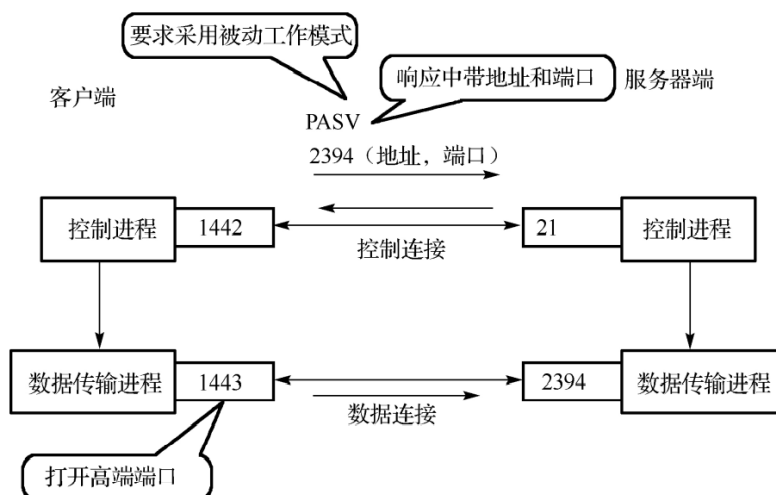 要求采用被动工作模式
响应中带地址和端口
客户端
服务器端
PASV
2394（地址，端口）
控制进程
1442
21
控制进程
控制连接
数据传输进程
1443
2394
数据传输进程
数据连接
打开高端端口